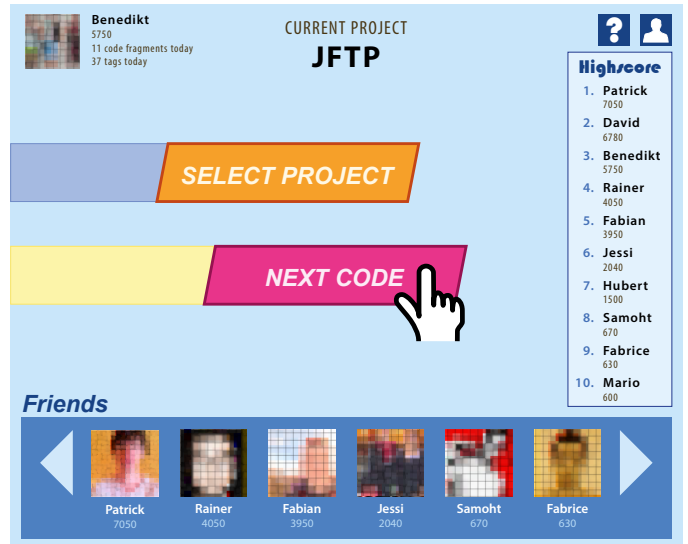 Benedikt
5750
11 code fragments today
37 tags today
CURRENT PROJECT
JFTP
?
Highscore
1. Patrick
7050
2. David
6780
3. Benedikt
5750
4. Rainer
4050
5. Fabian
3950
6. Jessi
2040
7. Hubert
1500
8. Samoht
670
9. Fabrice
630
10. Mario
600
SELECT PROJECT
NEXT CODE
Friends
Patrick Rainer Fabian Jessi Samoht Fabrice
7050 4050 3950 2040 670 630